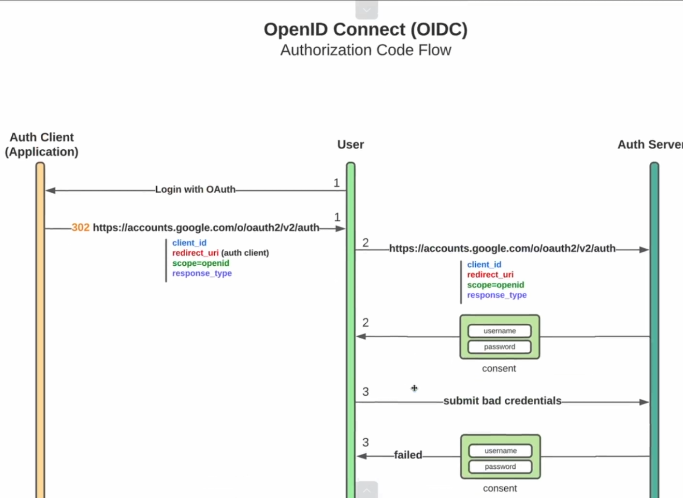 OpenID Connect (OIDC)
Authorization Code Flow
Auth Client
(Application)
User
Auth Server
1
Login with OAuth
1
302 https://accounts.google.com/o/oauth2/v2/auth
client_id
redirect_uri (auth client)
scope=openid
response_type
2
https://accounts.google.com/o/oauth2/v2/auth
client_id
redirect_uri
scope=openid
response_type
2
username
password
consent
3
submit bad credentials
3
failed
username
password
consent